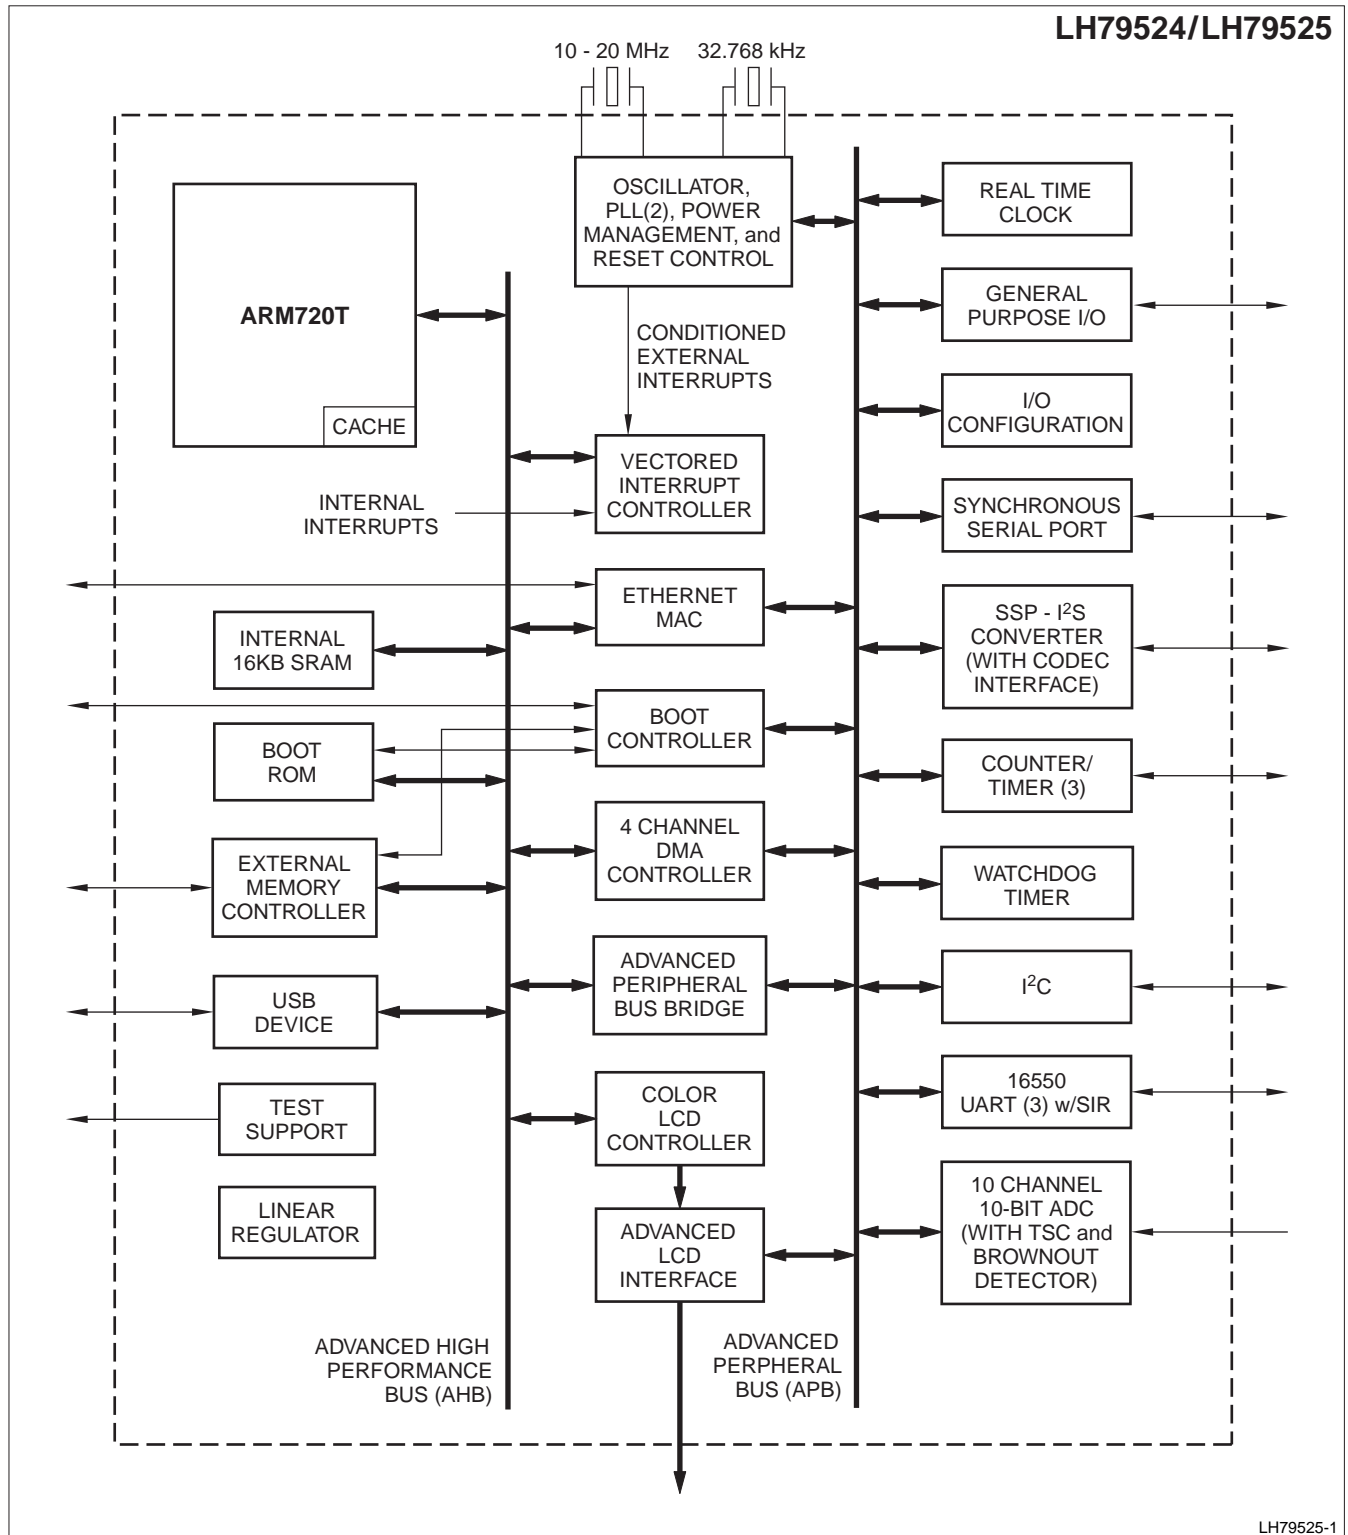 LH79524/LH79525
10 - 20 MHz
32.768 kHz
OSCILLATOR,
PLL(2), POWER
MANAGEMENT, and
RESET CONTROL
REAL TIME
CLOCK
ARM720T
CACHE
CONDITIONED
EXTERNAL
INTERRUPTS
GENERAL
PURPOSE I/O
I/O
CONFIGURATION
VECTORED
INTERRUPT
CONTROLLER
INTERNAL
INTERRUPTS
SYNCHRONOUS
SERIAL PORT
ETHERNET
MAC
INTERNAL
16KB SRAM
SSP - I²S
CONVERTER
(WITH CODEC
INTERFACE)
BOOT
CONTROLLER
BOOT
ROM
COUNTER/
TIMER (3)
4 CHANNEL
DMA
CONTROLLER
EXTERNAL
MEMORY
CONTROLLER
WATCHDOG
TIMER
ADVANCED
PERIPHERAL
BUS BRIDGE
USB
DEVICE
I²C
COLOR
LCD
CONTROLLER
TEST
SUPPORT
16550
UART (3) w/SIR
LINEAR
REGULATOR
ADVANCED
LCD
INTERFACE
10 CHANNEL
10-BIT ADC
(WITH TSC and
BROWNOUT
DETECTOR)
ADVANCED HIGH
PERFORMANCE
BUS (AHB)
ADVANCED
PERPHERAL
BUS (APB)
LH79525-1